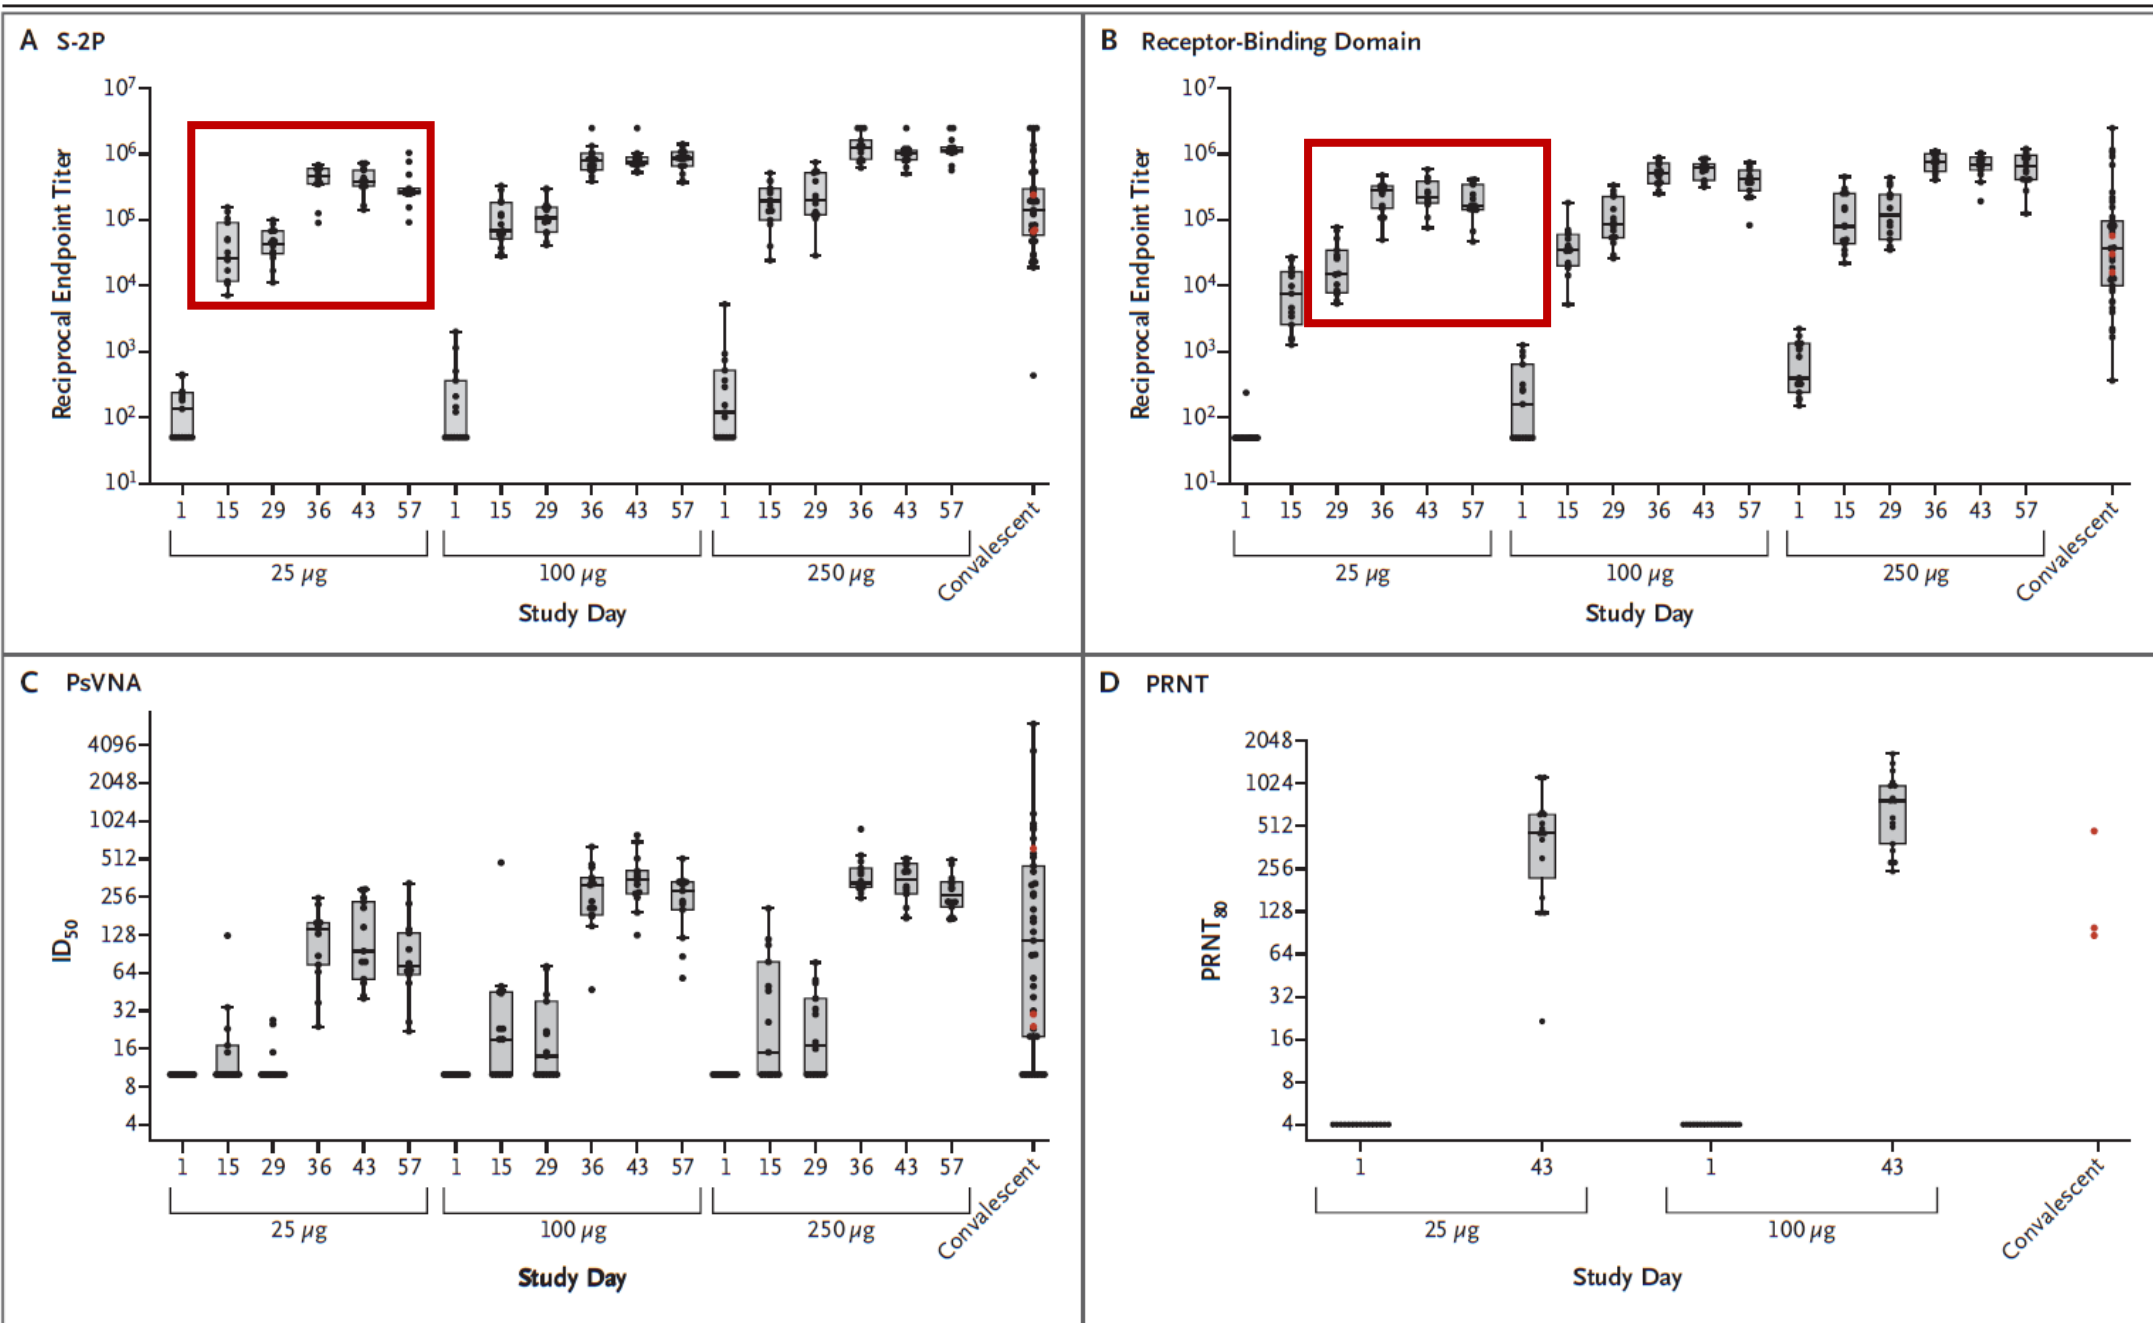 A S-2P
Reciprocal Endpoint Titer
10⁷
10⁶
10⁵
10⁴
10³
10²
10¹
1 15 29 36 43 57 1 15 29 36 43 57 1 15 29 36 43 57 Convalescent
25 µg 100 µg 250 µg
Study Day
B Receptor-Binding Domain
Reciprocal Endpoint Titer
10⁷
10⁶
10⁵
10⁴
10³
10²
10¹
1 15 29 36 43 57 1 15 29 36 43 57 1 15 29 36 43 57 Convalescent
25 µg 100 µg 250 µg
Study Day
C PsVNA
ID₅₀
4096
2048
1024
512
256
128
64
32
16
8
4
1 15 29 36 43 57 1 15 29 36 43 57 1 15 29 36 43 57 Convalescent
25 µg 100 µg 250 µg
Study Day
D PRNT
PRNT₈₀
2048
1024
512
256
128
64
32
16
8
4
1 43 1 43 Convalescent
25 µg 100 µg
Study Day